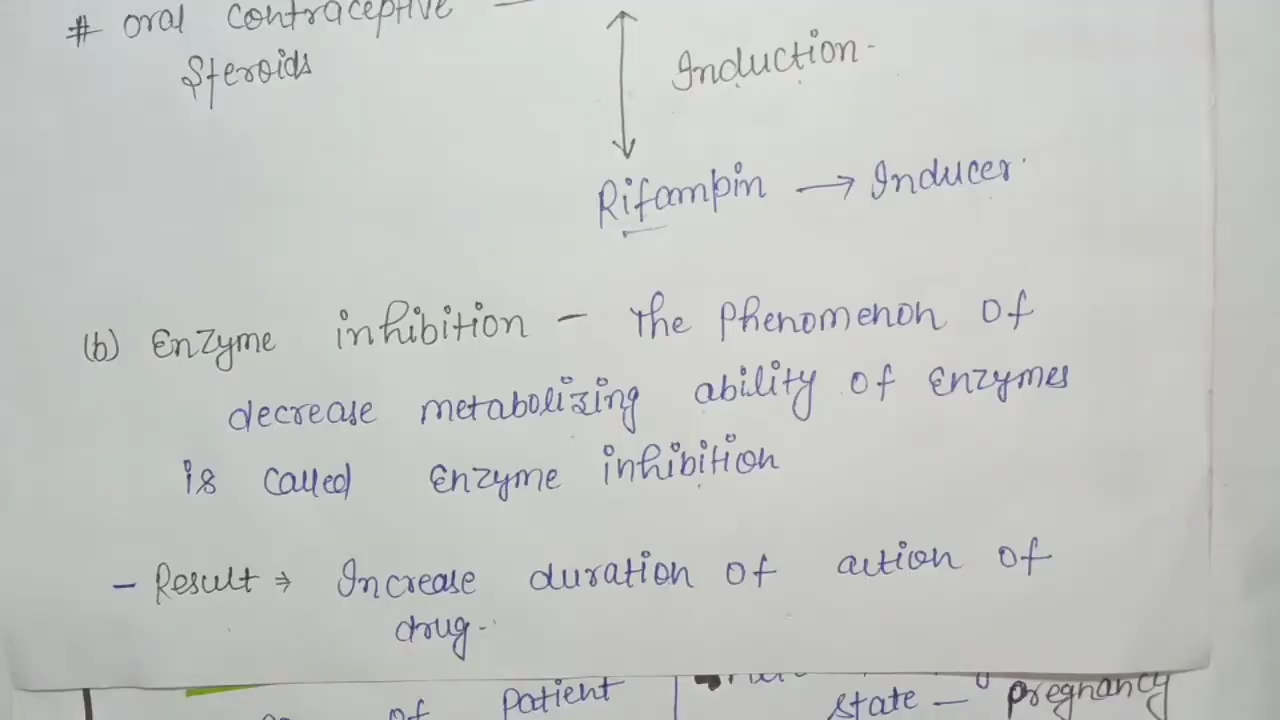 # Oral Contraceptive —
Steroids
Induction.
Rifampin → Inducer.
(b) Enzyme inhibition – The Phenomenon of
decrease metabolizing ability of Enzymes
is called Enzyme inhibition
– Result ⇒ Increase duration of action of
drug.
of Patient
state – pregnancy